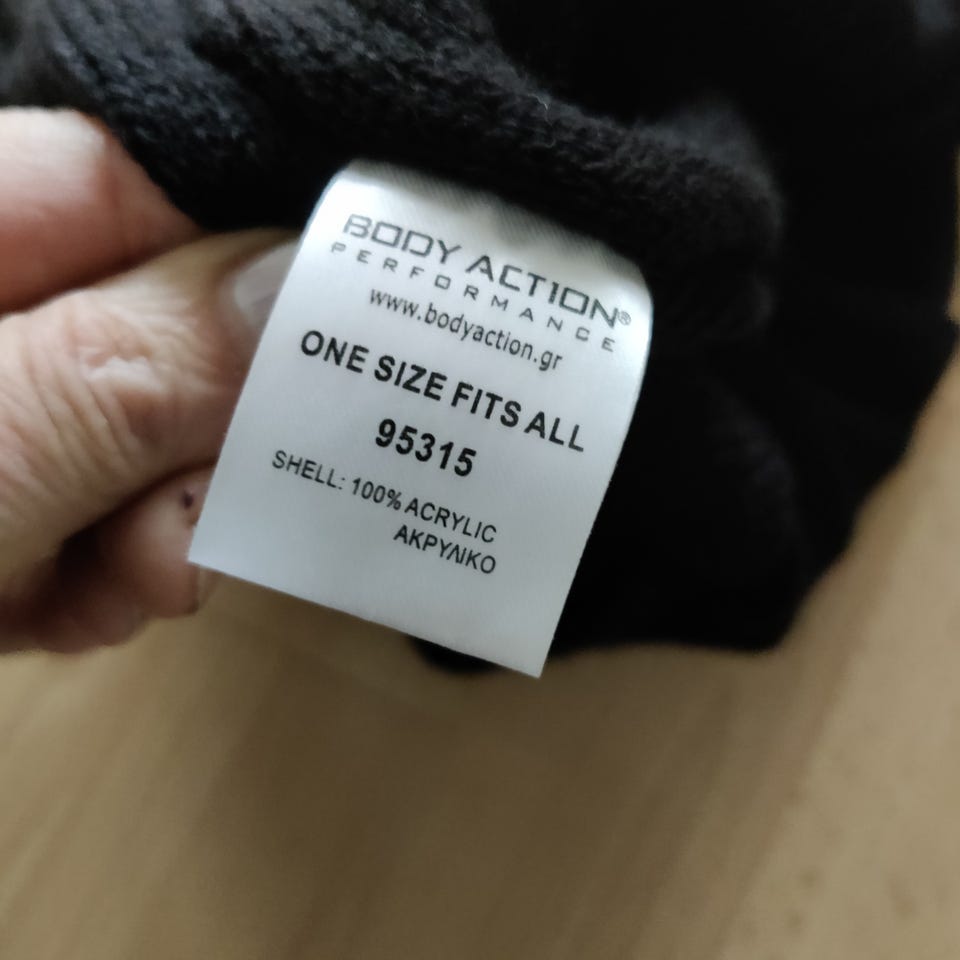 BODY ACTION®
PERFORMANCE
www.bodyaction.gr
ONE SIZE FITS ALL
95315
SHELL: 100% ACRYLIC
ΑΚΡΥΛΙΚΟ